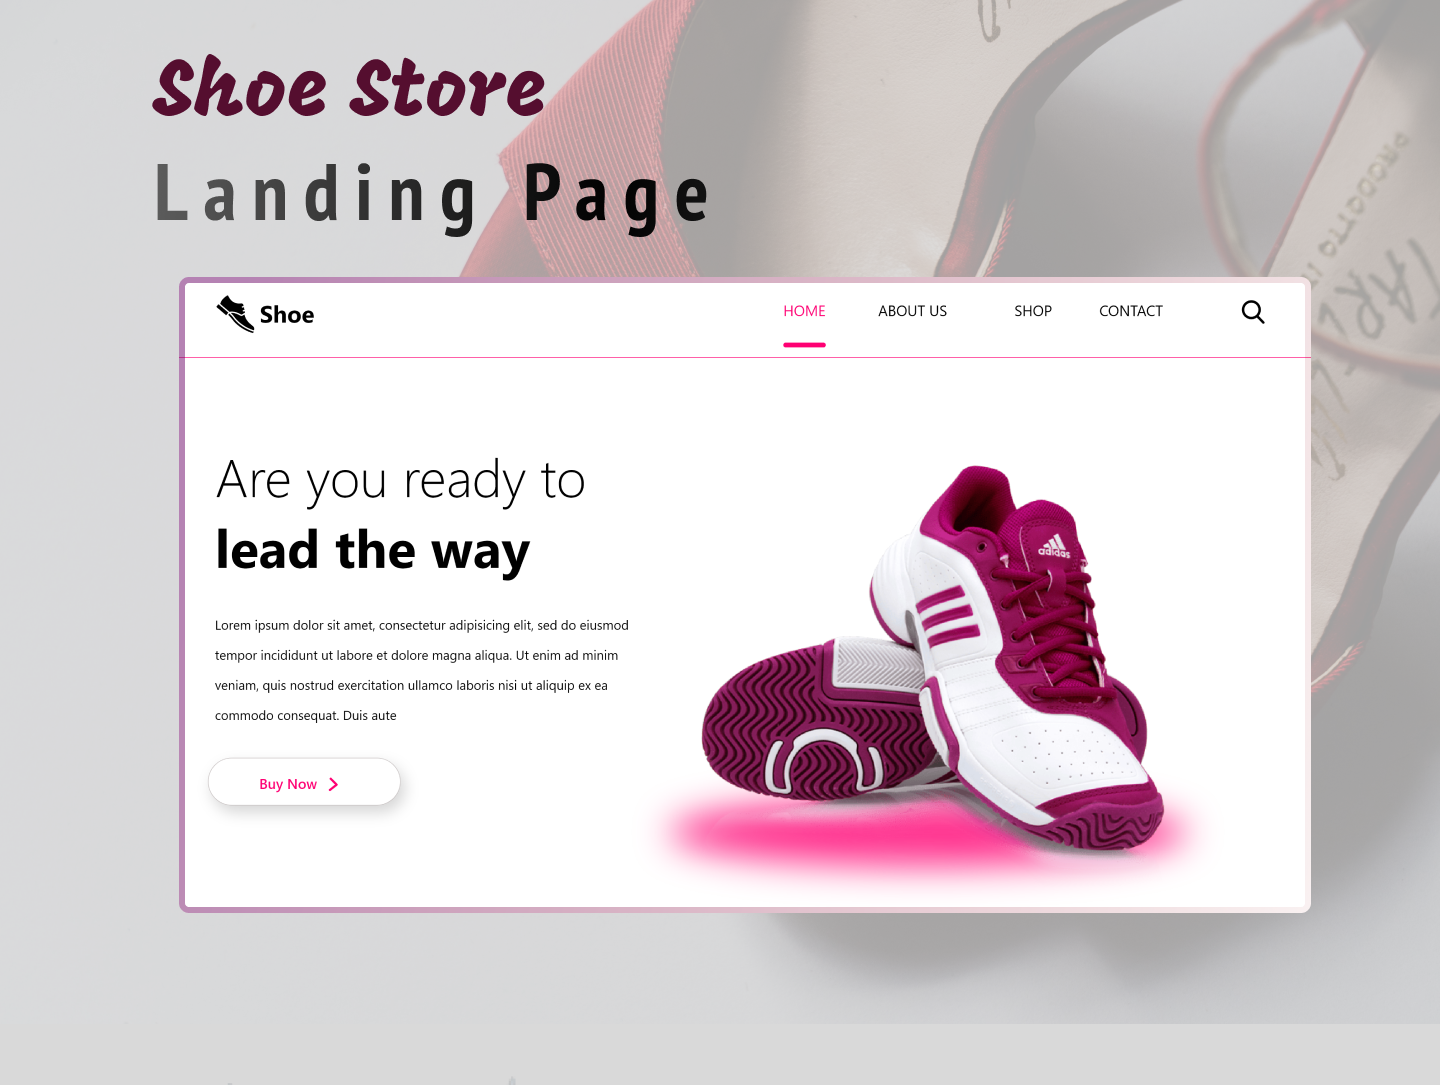 Shoe Store
Landing Page
Shoe
HOME ABOUT US SHOP CONTACT
Are you ready to
lead the way
adidas
Lorem ipsum dolor sit amet, consectetur adipisicing elit, sed do eiusmod
tempor incididunt ut labore et dolore magna aliqua. Ut enim ad minim
veniam, quis nostrud exercitation ullamco laboris nisi ut aliquip ex ea
commodo consequat. Duis aute
Buy Now